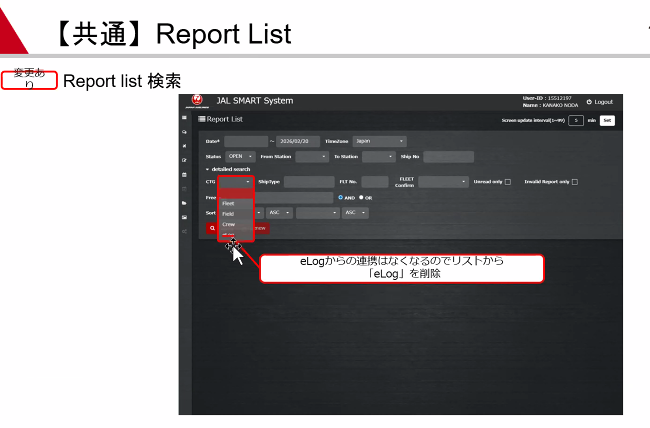 【共通】Report List
変更あ
り
Report list 検索
JAL SMART System
User-ID : 15512197
Name : KANAKO NODA
Logout
Report List
Screen update interval(1~99) 5 min Set
Date* ~ 2026/02/20 TimeZone Japan
Status OPEN From Station To Station Ship No
detailed search
CTG ShipType FLT No. FLEET Confirm Unread only Invalid Report only
Free AND OR
Fleet
Field
Sort ASC ASC
Crew
eLogからの連携はなくなるのでリストから
「eLog」を削除